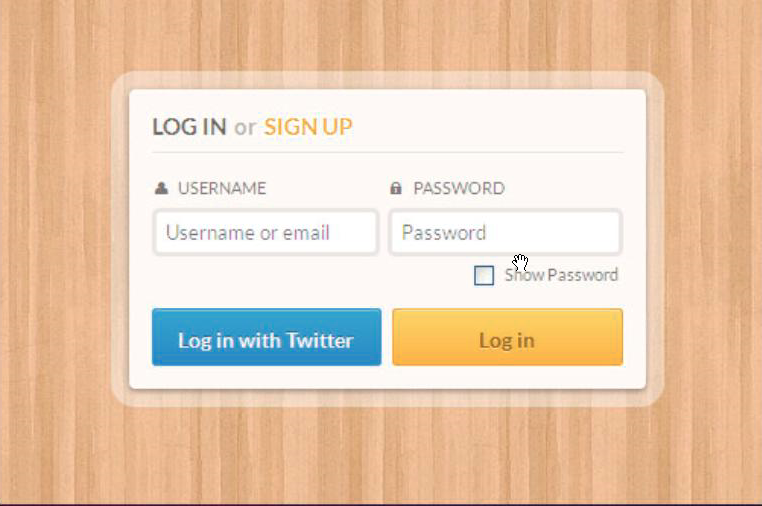 LOG IN or SIGN UP
USERNAME PASSWORD
Username or email Password
Show Password
Log in with Twitter Log in